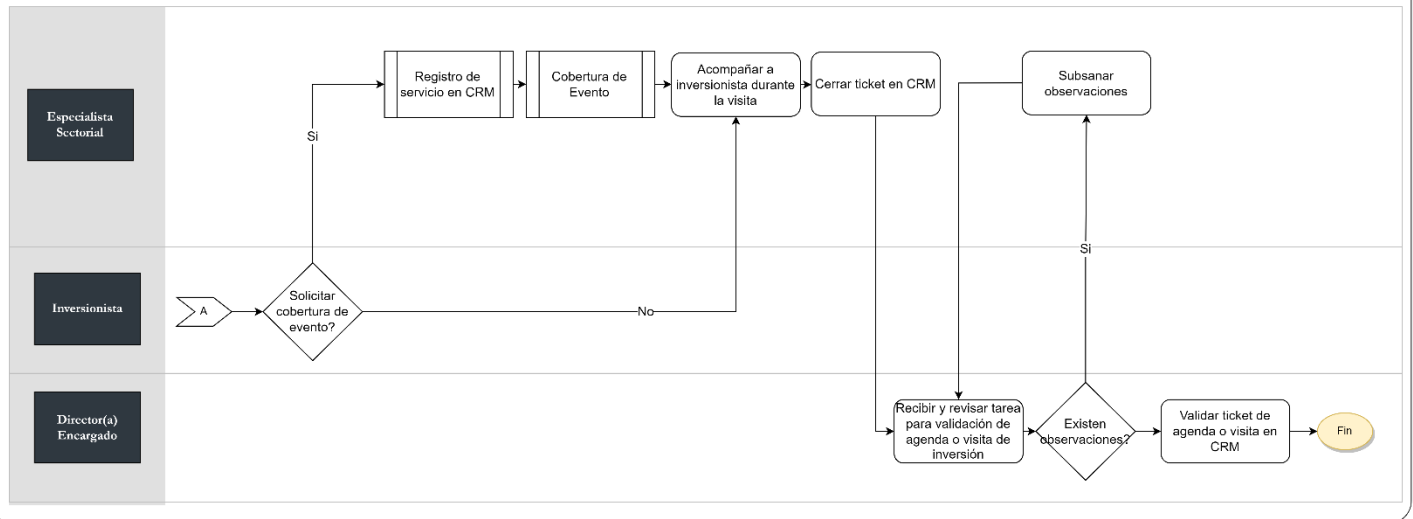 Especialista
Sectorial
Registro de
servicio en CRM
Cobertura de
Evento
Acompañar a
inversionista durante
la visita
Cerrar ticket en CRM
Subsanar
observaciones
Si
Si
Inversionista
A
Solicitar
cobertura de
evento?
No
Director(a)
Encargado
Recibir y revisar tarea
para validación de
agenda o visita de
inversión
Existen
observaciones?
Validar ticket de
agenda o visita en
CRM
Fin